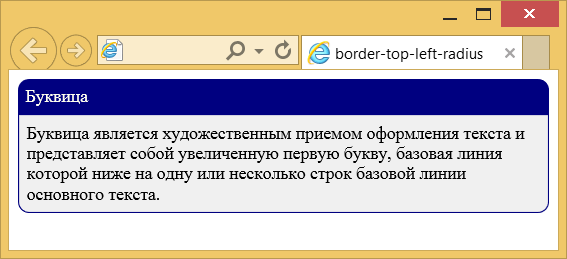 border-top-left-radius
Буквица
Буквица является художественным приемом оформления текста и
представляет собой увеличенную первую букву, базовая линия
которой ниже на одну или несколько строк базовой линии
основного текста.